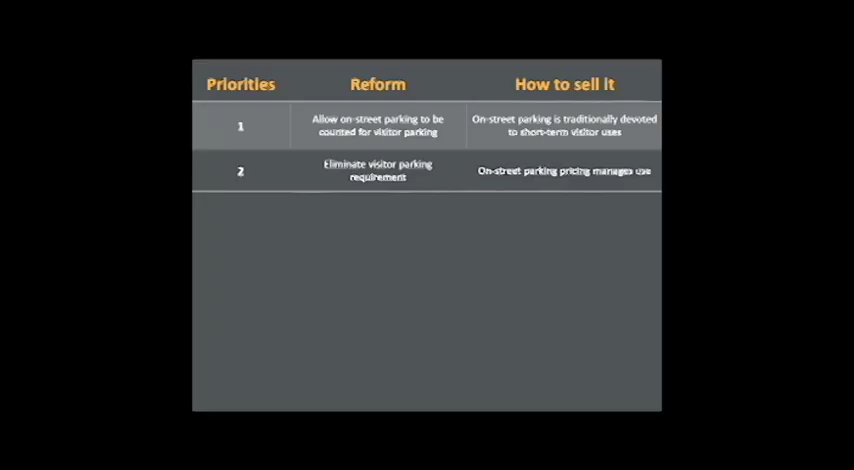 Priorities Reform How to sell it
1 Allow on-street parking to be counted for visitor parking On-street parking is traditionally devoted to short-term visitor uses
2 Eliminate visitor parking requirement On-street parking pricing manages use